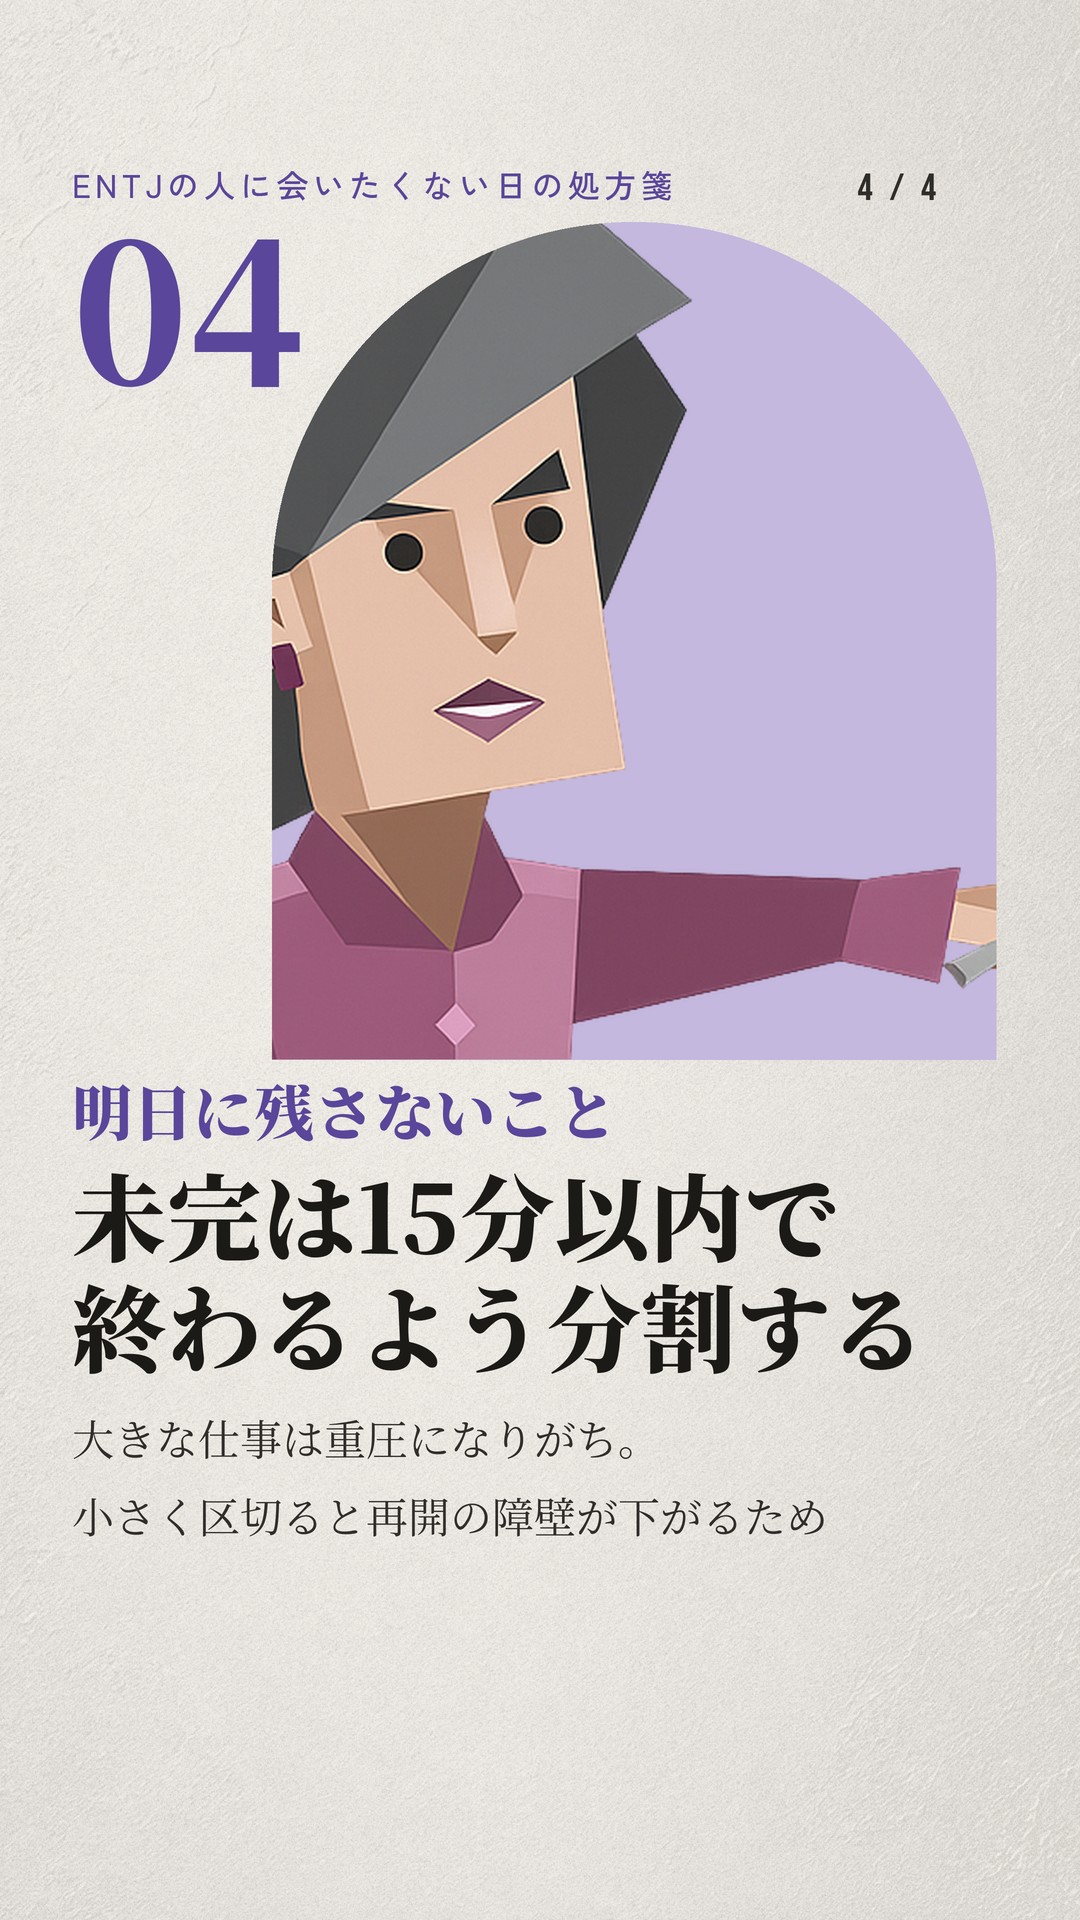 ENTJの人に会いたくない日の処方箋
4 / 4
04
明日に残さないこと
未完は15分以内で
終わるよう分割する
大きな仕事は重圧になりがち。
小さく区切ると再開の障壁が下がるため